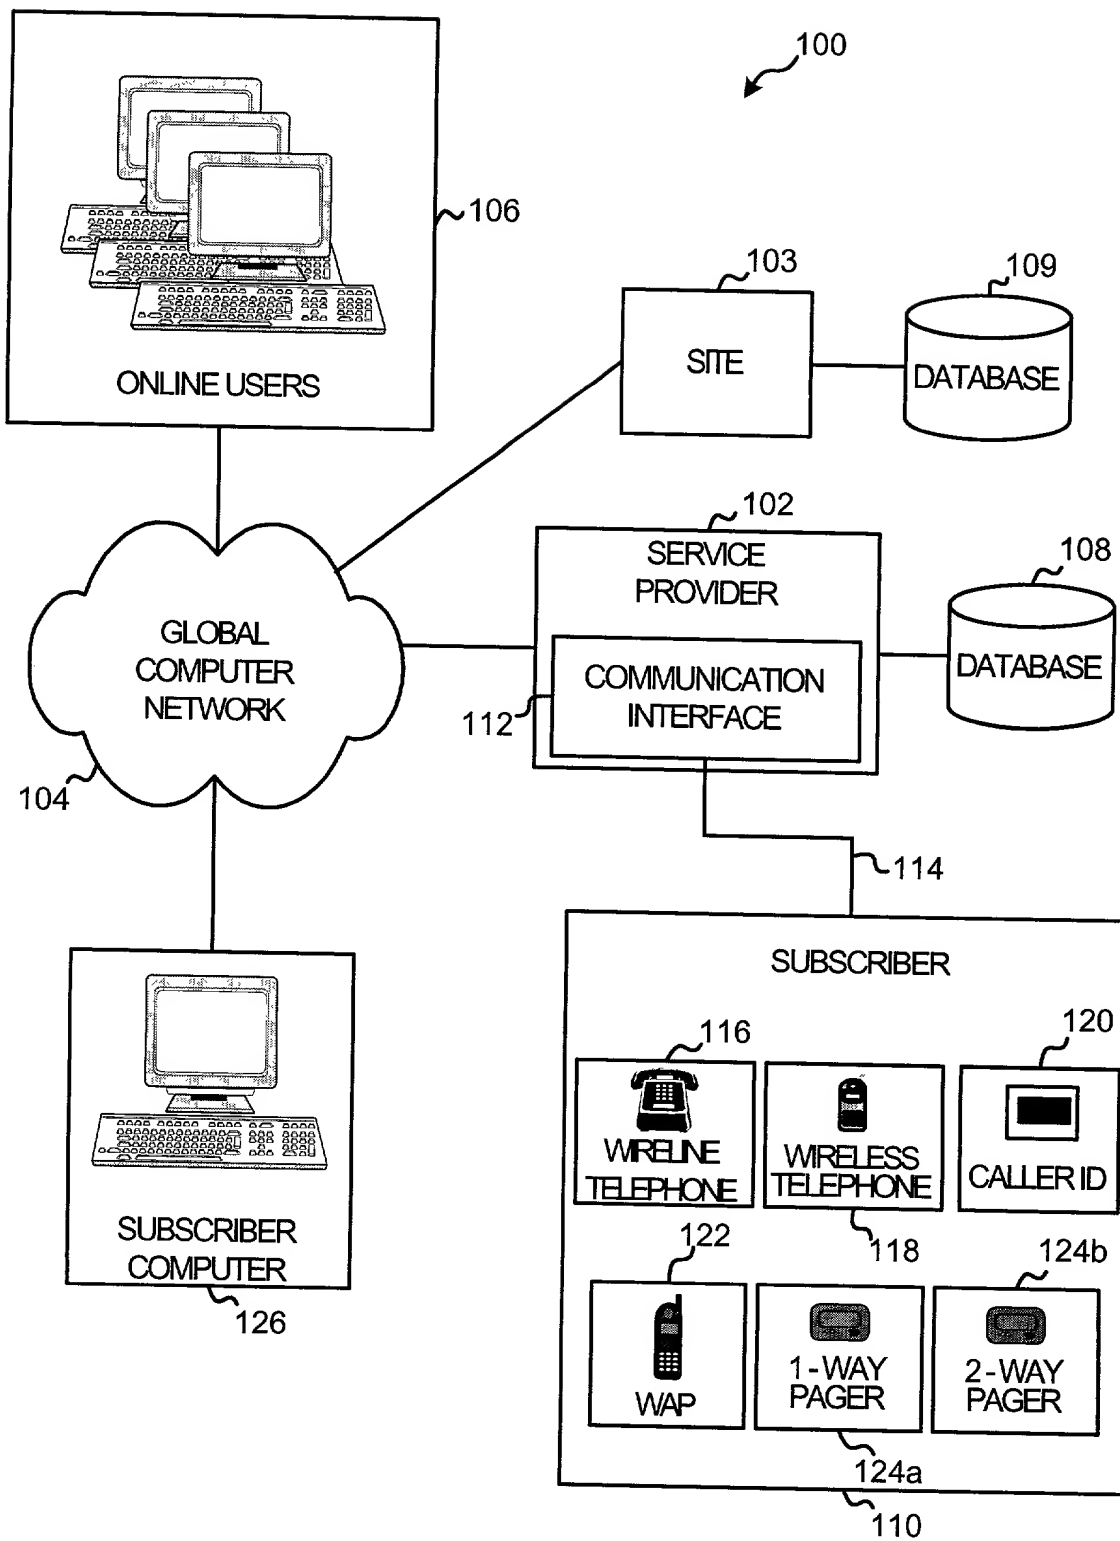 100
106
ONLINE USERS
103
SITE
109
DATABASE
102
SERVICE
PROVIDER
108
DATABASE
GLOBAL
COMPUTER
NETWORK
COMMUNICATION
INTERFACE
112
104
114
SUBSCRIBER
116
120
WIRELINE
TELEPHONE
WIRELESS
TELEPHONE
CALLER ID
118
SUBSCRIBER
COMPUTER
126
122
124b
WAP
1-WAY
PAGER
2-WAY
PAGER
124a
110